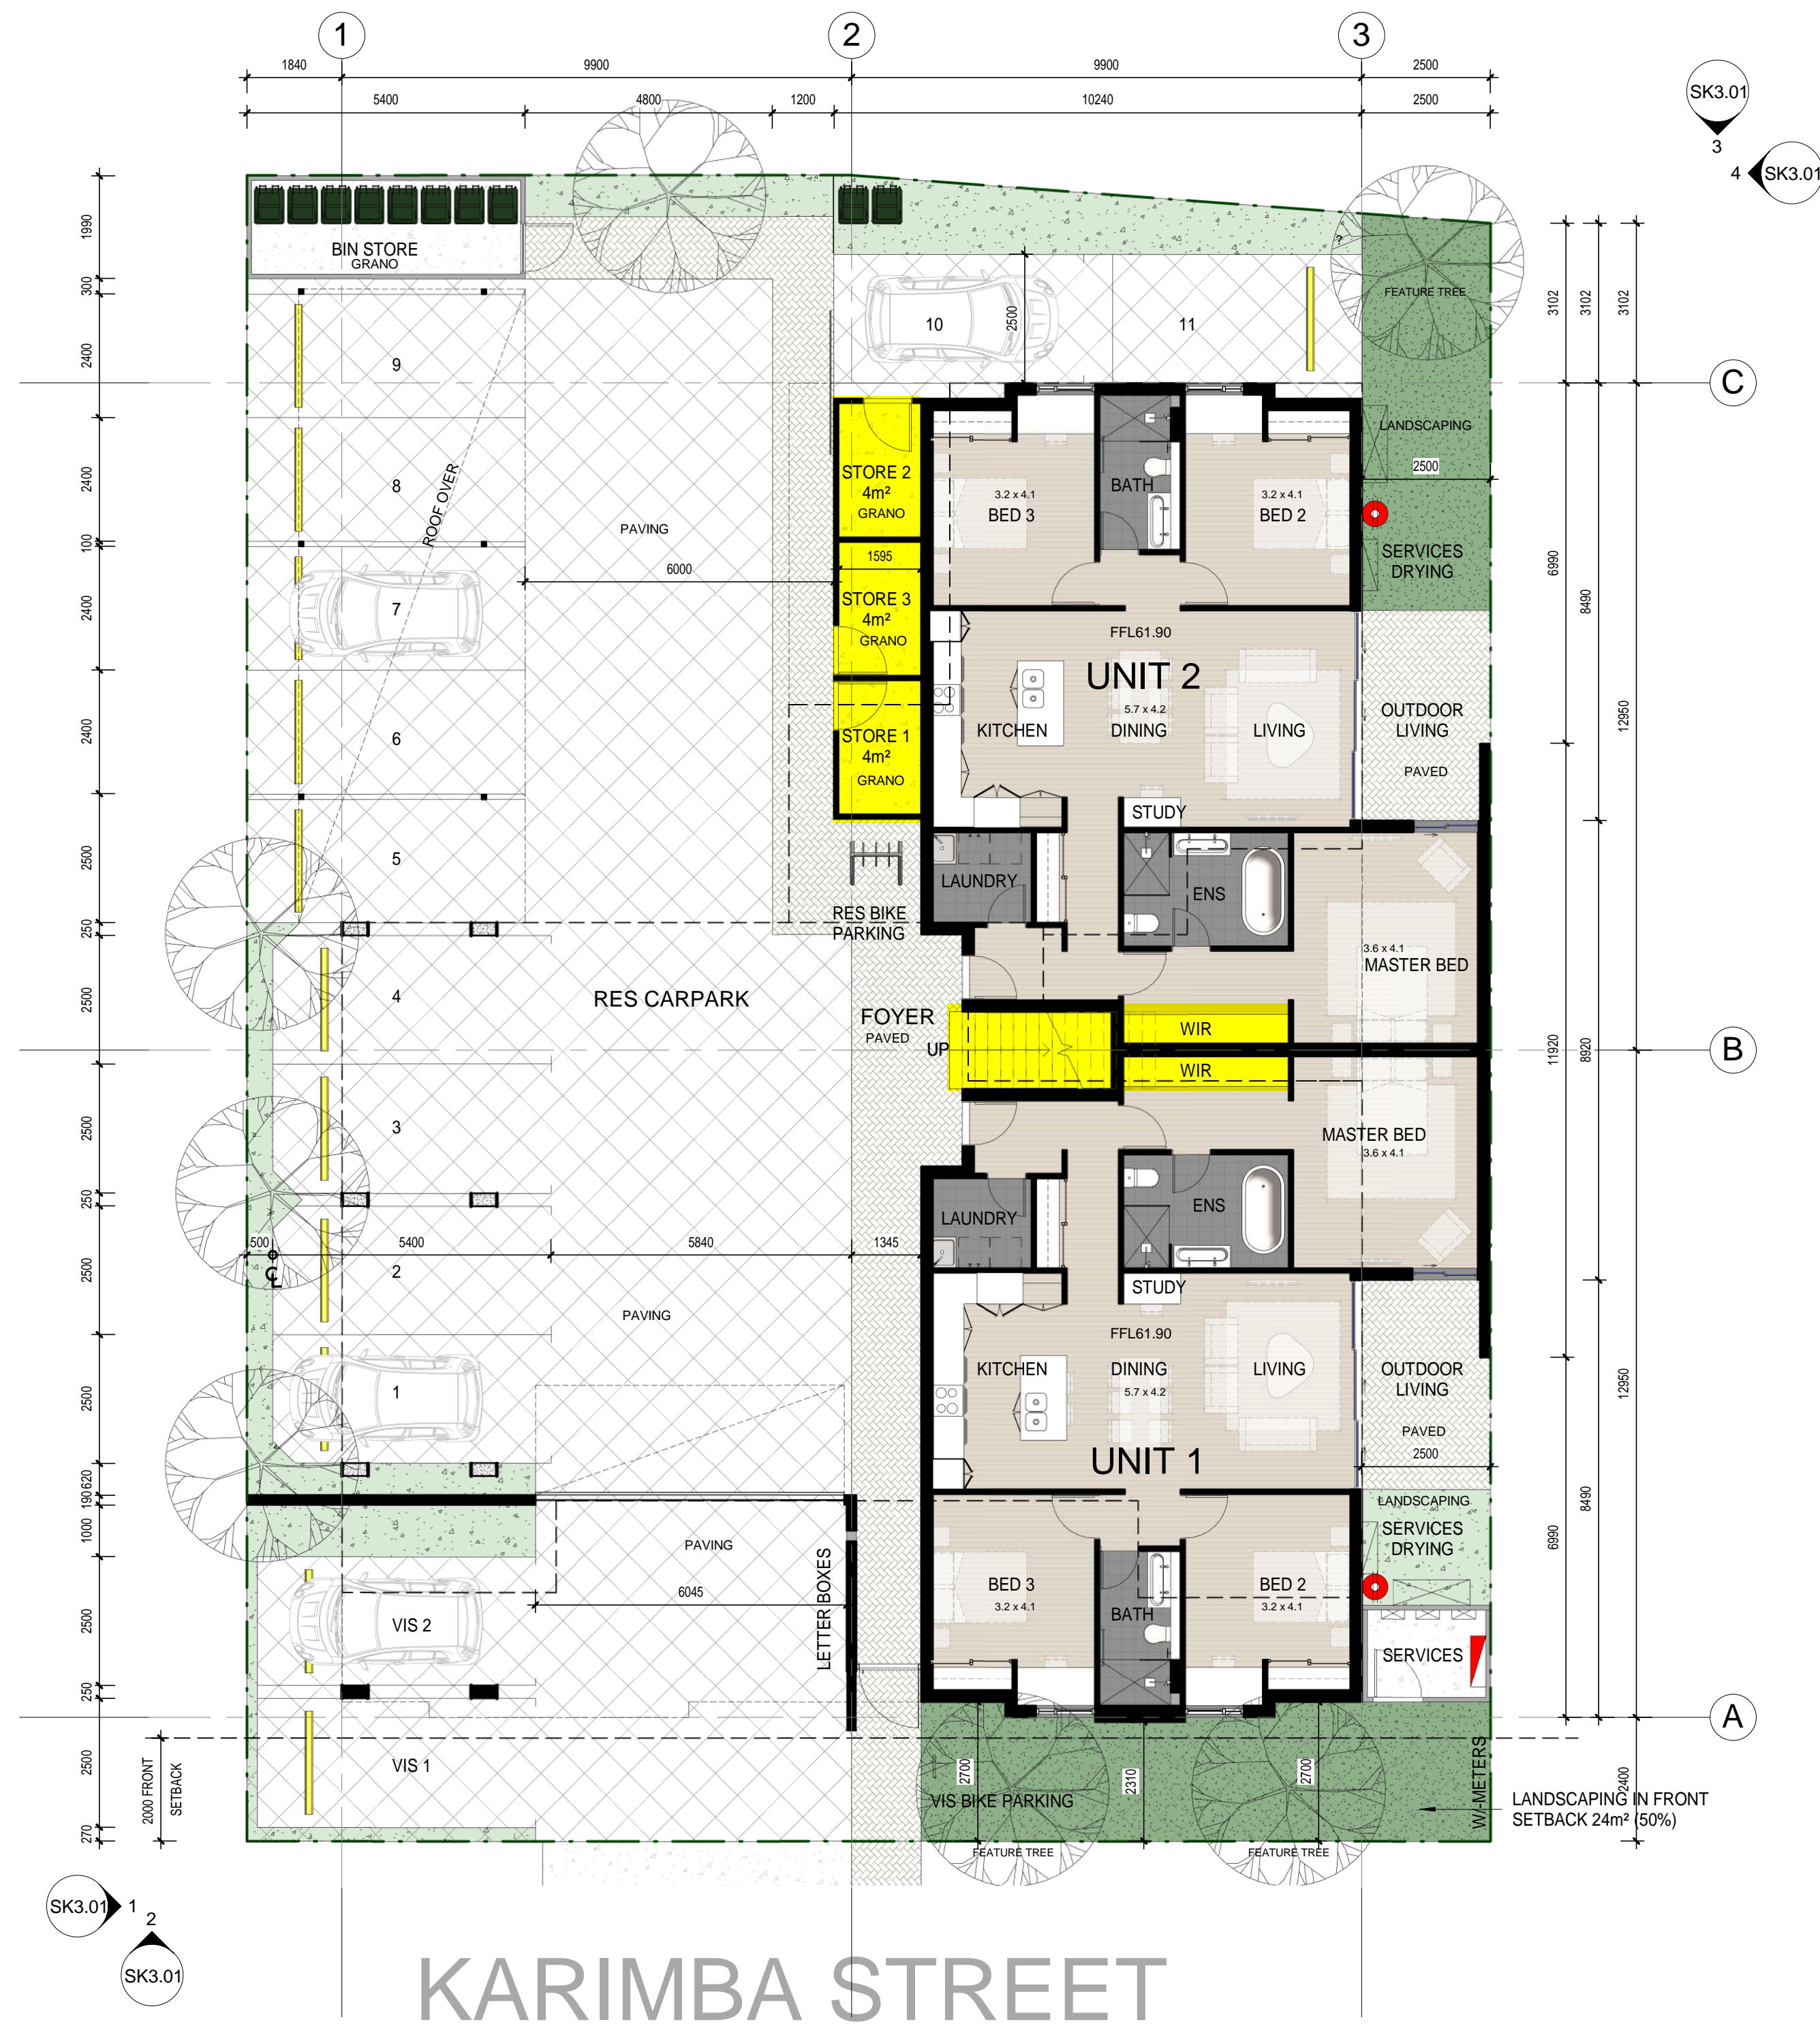 1
2
3
1840
9900
9900
2500
5400
4800
1200
10240
2500
SK3.01
3
4
SK3.01
1990
300
2400
2400
100
2400
2400
2500
250
2500
2500
250
2500
2500
620
190
1000
2500
250
2500
270
2000 FRONT
SETBACK
BIN STORE
GRANO
9
8
7
6
5
4
3
2
1
ROOF OVER
PAVING
6000
10
2500
11
?
FEATURE TREE
3102
3102
3102
C
LANDSCAPING
2500
SERVICES
DRYING
STORE 2
4m²
GRANO
1595
STORE 3
4m²
GRANO
STORE 1
4m²
GRANO
3.2 x 4.1
BED 3
BATH
3.2 x 4.1
BED 2
FFL61.90
UNIT 2
5.7 x 4.2
KITCHEN
DINING
LIVING
STUDY
OUTDOOR
LIVING
PAVED
6990
8490
12950
LAUNDRY
ENS
RES BIKE
PARKING
3.6 x 4.1
MASTER BED
RES CARPARK
FOYER
PAVED
UP
WIR
WIR
11920
8920
B
MASTER BED
3.6 x 4.1
LAUNDRY
ENS
500
5400
5840
1345
CL
PAVING
STUDY
FFL61.90
KITCHEN
DINING
LIVING
5.7 x 4.2
UNIT 1
OUTDOOR
LIVING
PAVED
2500
LANDSCAPING
SERVICES
DRYING
6990
8490
12950
PAVING
6045
LETTER BOXES
VIS 2
VIS 1
BED 3
3.2 x 4.1
BATH
BED 2
3.2 x 4.1
SERVICES
A
2700
2310
2700
VIS BIKE PARKING
W/-METERS
2400
LANDSCAPING IN FRONT
SETBACK 24m² (50%)
FEATURE TREE
FEATURE TREE
SK3.01
1
2
SK3.01
KARIMBA STREET